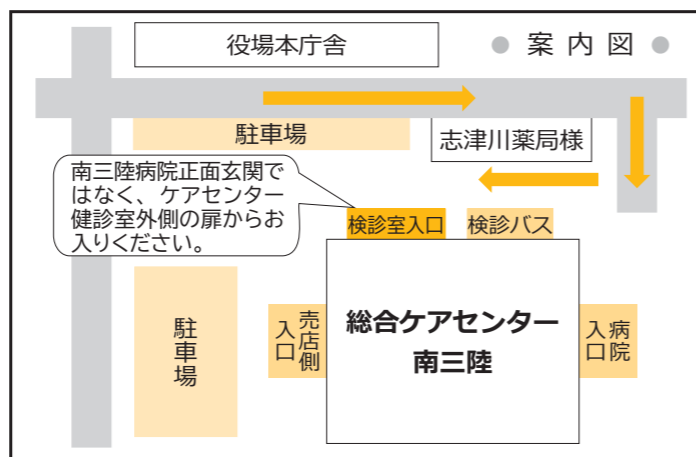 役場本庁舎
● 案内図 ●
駐車場
志津川薬局様
南三陸病院正面玄関で
はなく、ケアセンター
健診室外側の扉からお
入りください。
検診室入口
検診バス
駐車場
売店側
入口
総合ケアセンター
南三陸
病院
入口